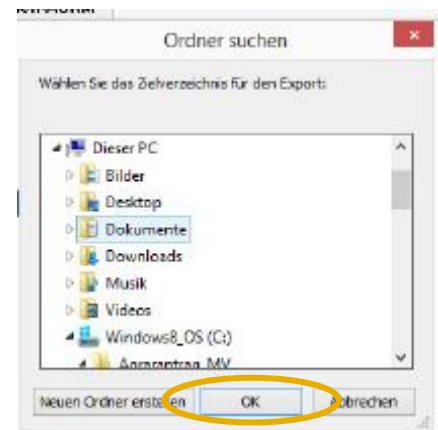 Ordner suchen
Wählen Sie das Zielverzeichnis für den Export:
Dieser PC
Bilder
Desktop
Dokumente
Downloads
Musik
Videos
Windows8_OS (C:)
Agrarantrag_MV
Neuen Ordner erstellen OK Abbrechen